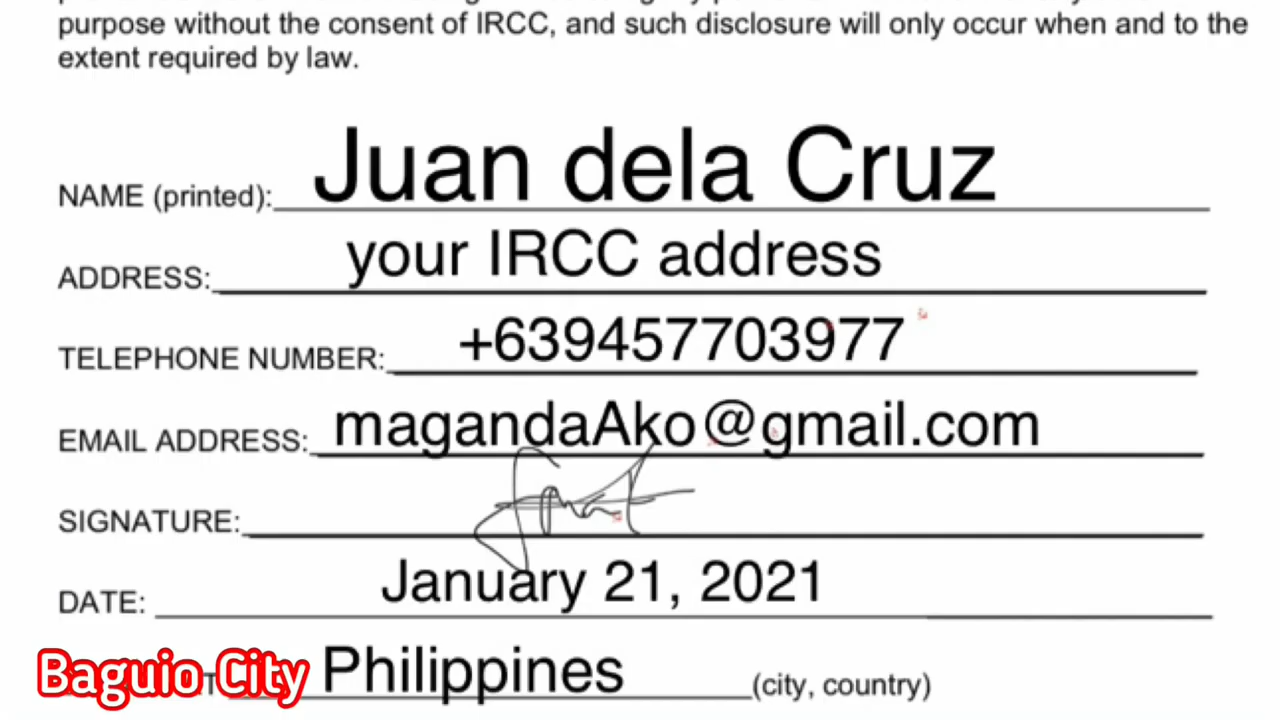 purpose without the consent of IRCC, and such disclosure will only occur when and to the
extent required by law.
NAME (printed): Juan dela Cruz
ADDRESS: your IRCC address
TELEPHONE NUMBER: +639457703977
EMAIL ADDRESS: magandaAko@gmail.com
SIGNATURE:
DATE: January 21, 2021
Baguio City Philippines (city, country)